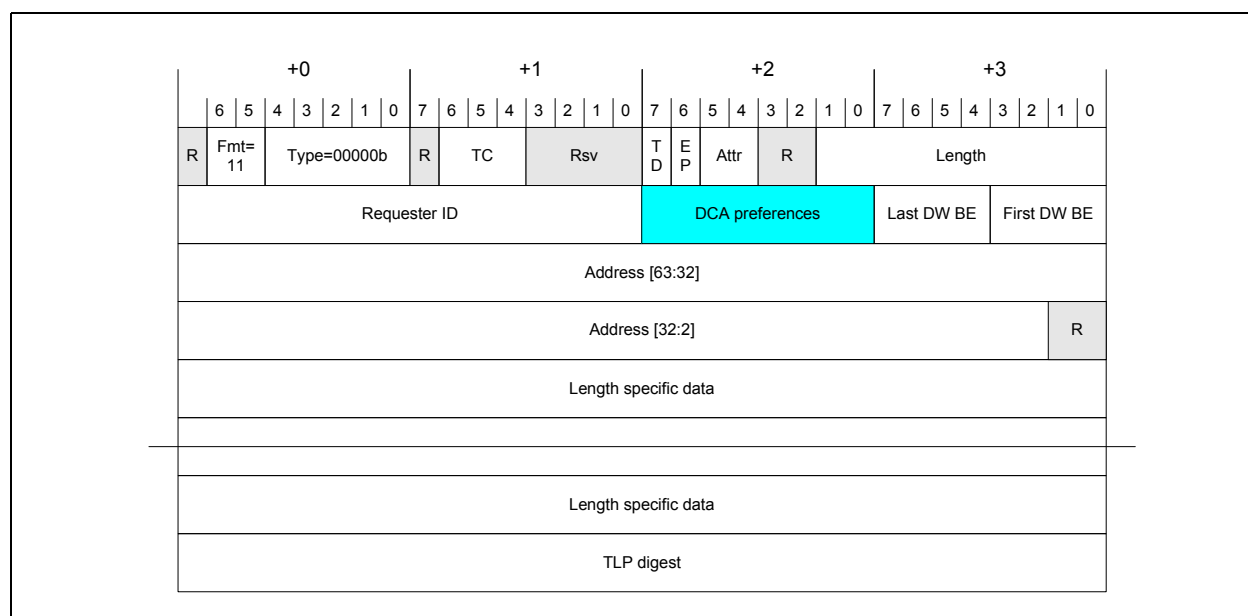 +0 +1 +2 +3
6 5 4 3 2 1 0 7 6 5 4 3 2 1 0 7 6 5 4 3 2 1 0 7 6 5 4 3 2 1 0
R Fmt= 11 Type=00000b R TC Rsv T D E P Attr R Length
Requester ID DCA preferences Last DW BE First DW BE
Address [63:32]
Address [32:2] R
Length specific data
Length specific data
TLP digest